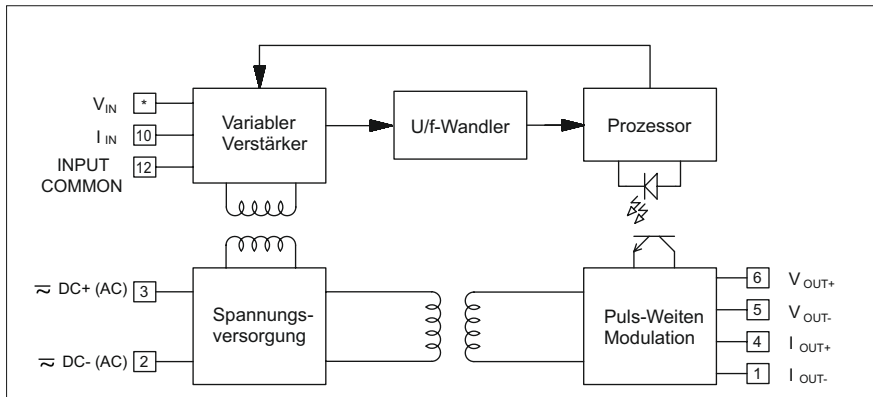 V IN *
I IN 10
INPUT 12
COMMON
Variabler
Verstärker
U/f-Wandler
Prozessor
≂ DC+ (AC) 3
≂ DC- (AC) 2
Spannungs-
versorgung
Puls-Weiten
Modulation
6 V OUT+
5 V OUT-
4 I OUT+
1 I OUT-